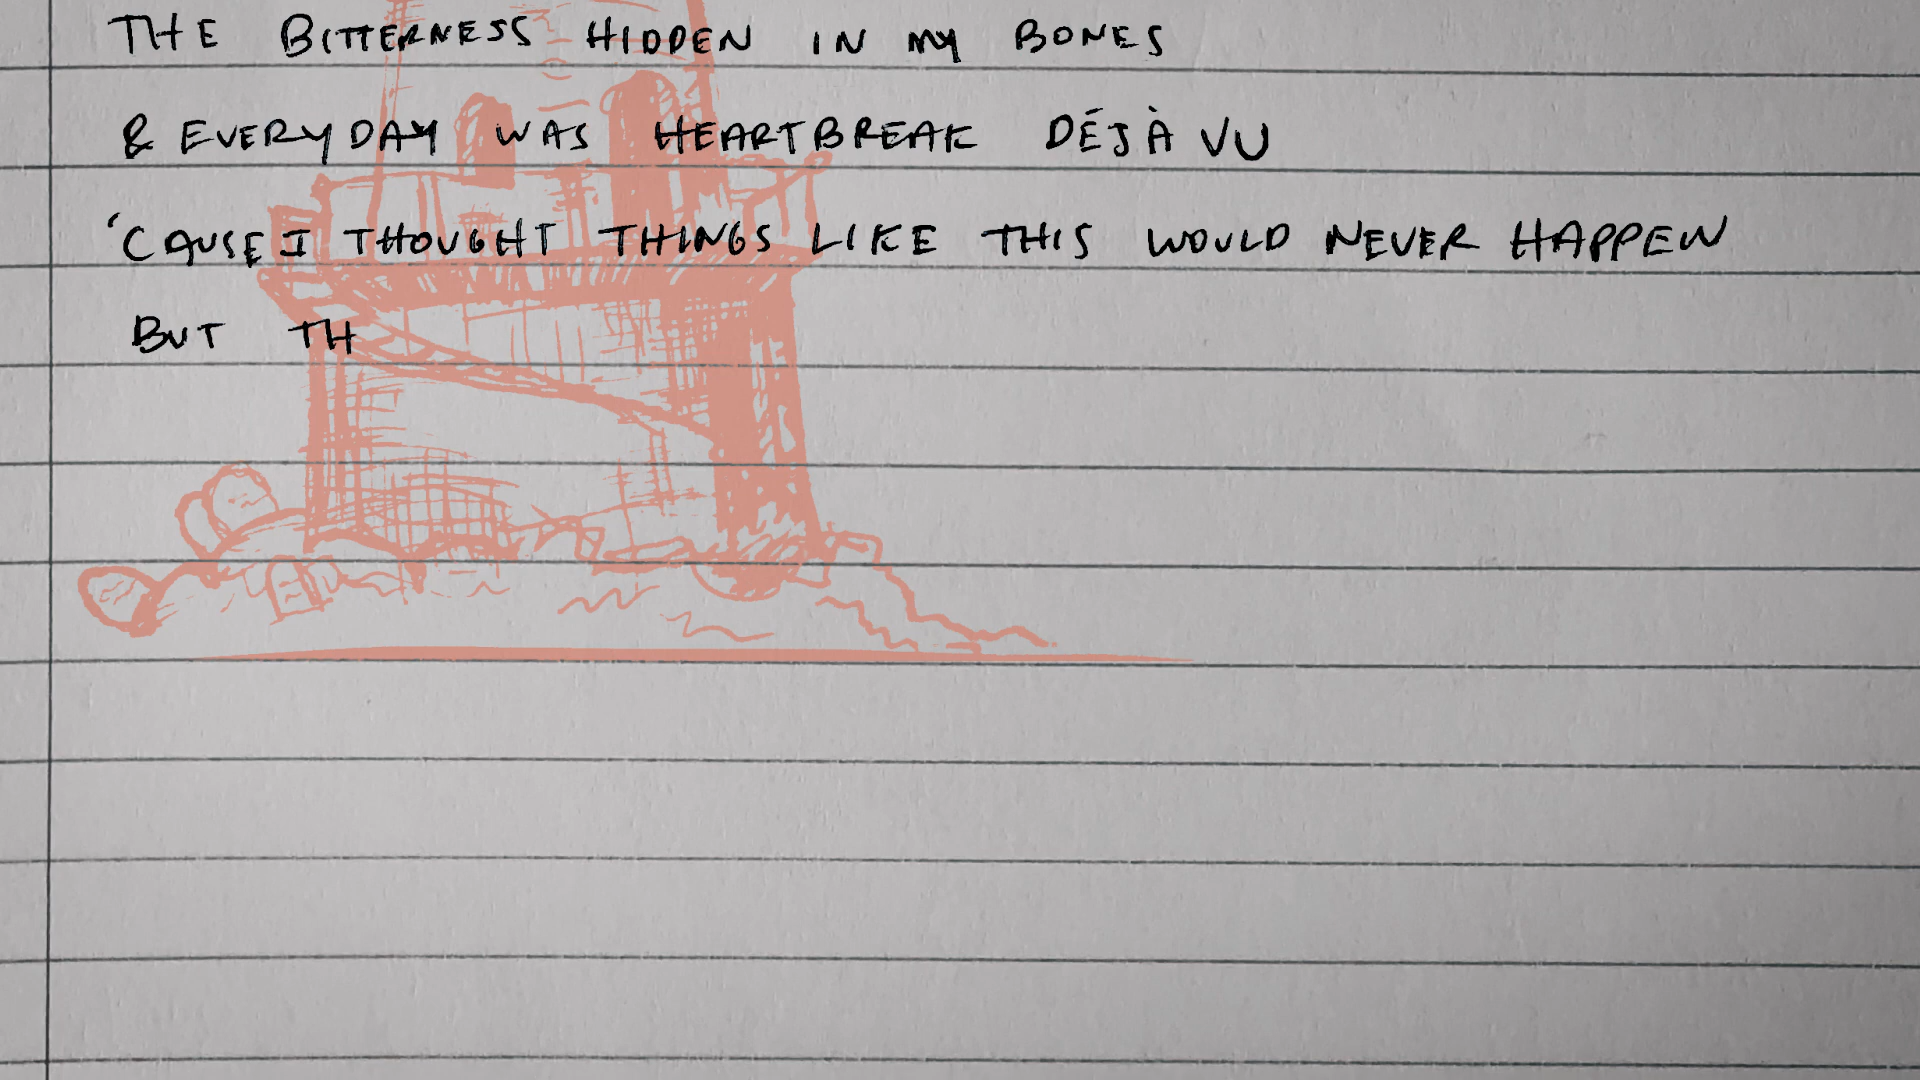 THE BITTERNESS HIDDEN IN MY BONES
& EVERYDAY WAS HEARTBREAK DÉJÀ VU
'CAUSE I THOUGHT THINGS LIKE THIS WOULD NEVER HAPPEN
BUT TH